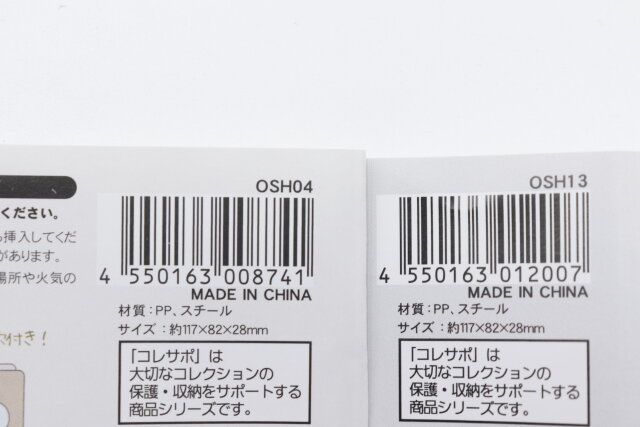 ください。
も挿入してくだ
があります。
場所や火気の
穴付き!
OSH04
4 550163 008741
MADE IN CHINA
材質：PP、スチール
サイズ：約117×82×28mm
「コレサポ」は
大切なコレクションの
保護・収納をサポートする
商品シリーズです。
OSH13
4 550163 012007
MADE IN CHINA
材質：PP、スチール
サイズ：約117×82×28mm
「コレサポ」は
大切なコレクションの
保護・収納をサポートする
商品シリーズです。